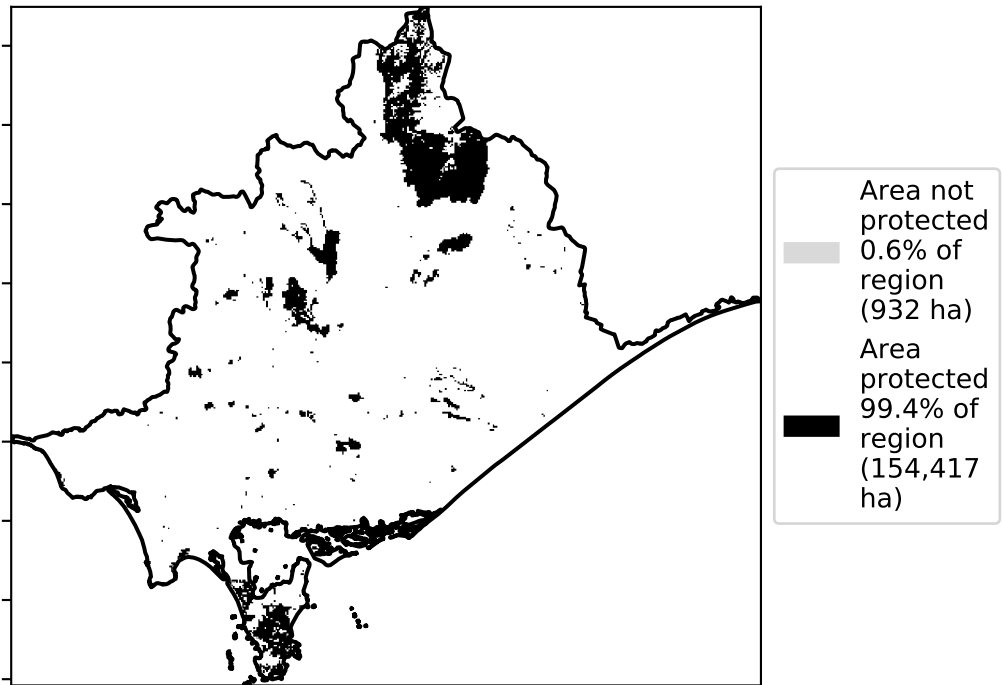 Area not
protected
0.6% of
region
(932 ha)
Area
protected
99.4% of
region
(154,417
ha)